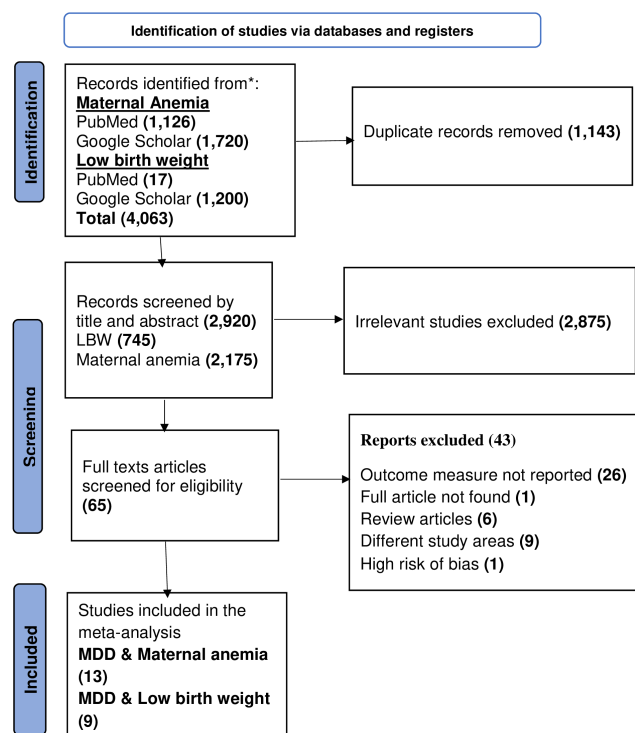 Identification of studies via databases and registers
Identification
Records identified from*:
Maternal Anemia
PubMed (1,126)
Google Scholar (1,720)
Low birth weight
PubMed (17)
Google Scholar (1,200)
Total (4,063)
Duplicate records removed (1,143)
Screening
Records screened by
title and abstract (2,920)
LBW (745)
Maternal anemia (2,175)
Irrelevant studies excluded (2,875)
Full texts articles
screened for eligibility
(65)
Reports excluded (43)
Outcome measure not reported (26)
Full article not found (1)
Review articles (6)
Different study areas (9)
High risk of bias (1)
Included
Studies included in the
meta-analysis
MDD & Maternal anemia
(13)
MDD & Low birth weight
(9)